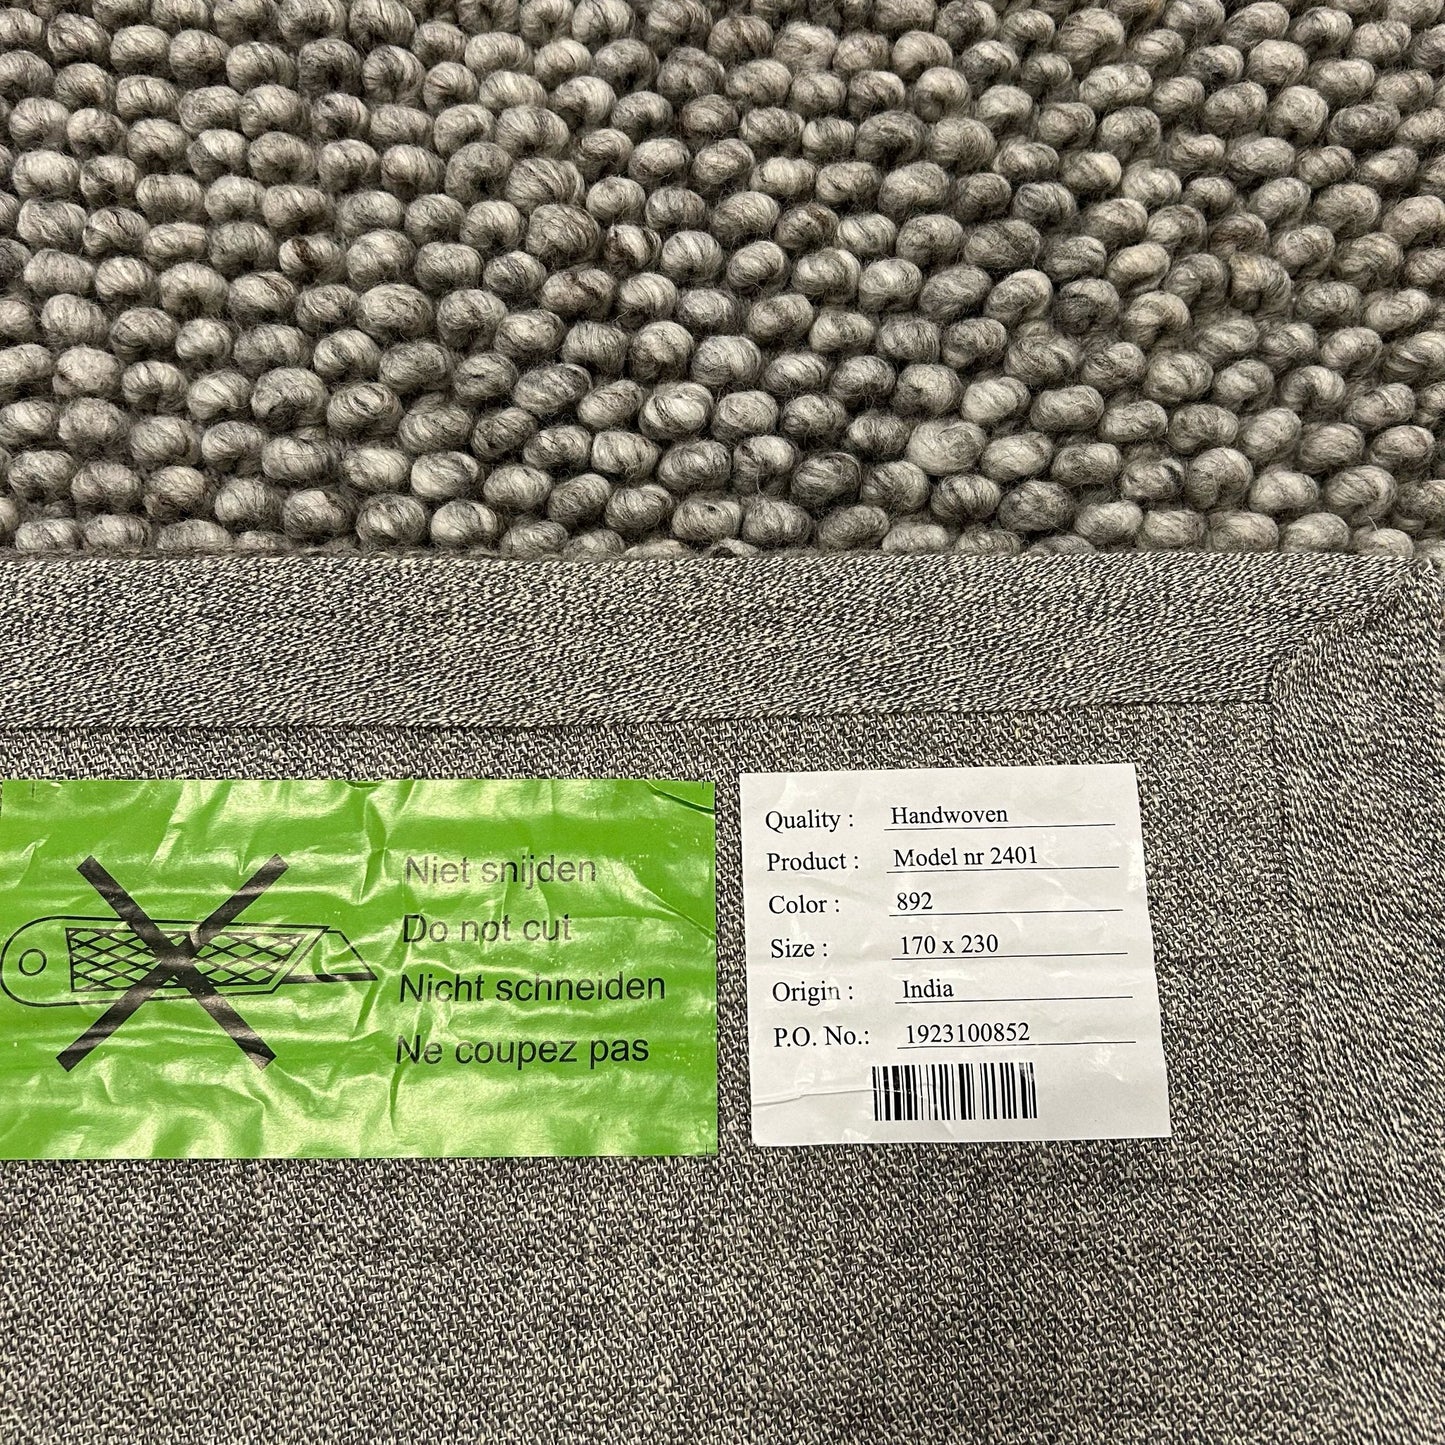 Niet snijden
Do not cut
Nicht schneiden
Ne coupez pas
Quality : Handwoven
Product : Model nr 2401
Color : 892
Size : 170 x 230
Origin : India
P.O. No.: 1923100852